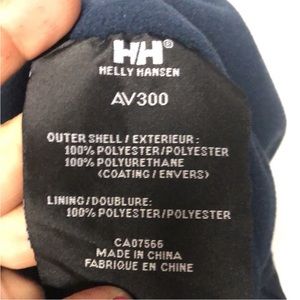 HH®
HELLY HANSEN
AV300
OUTER SHELL / EXTERIEUR :
100% POLYESTER/POLYESTER
100% POLYURETHANE
(COATING / ENVERS)
LINING/DOUBLURE:
100% POLYESTER/POLYESTER
CA07566
MADE IN CHINA
FABRIQUE EN CHINE